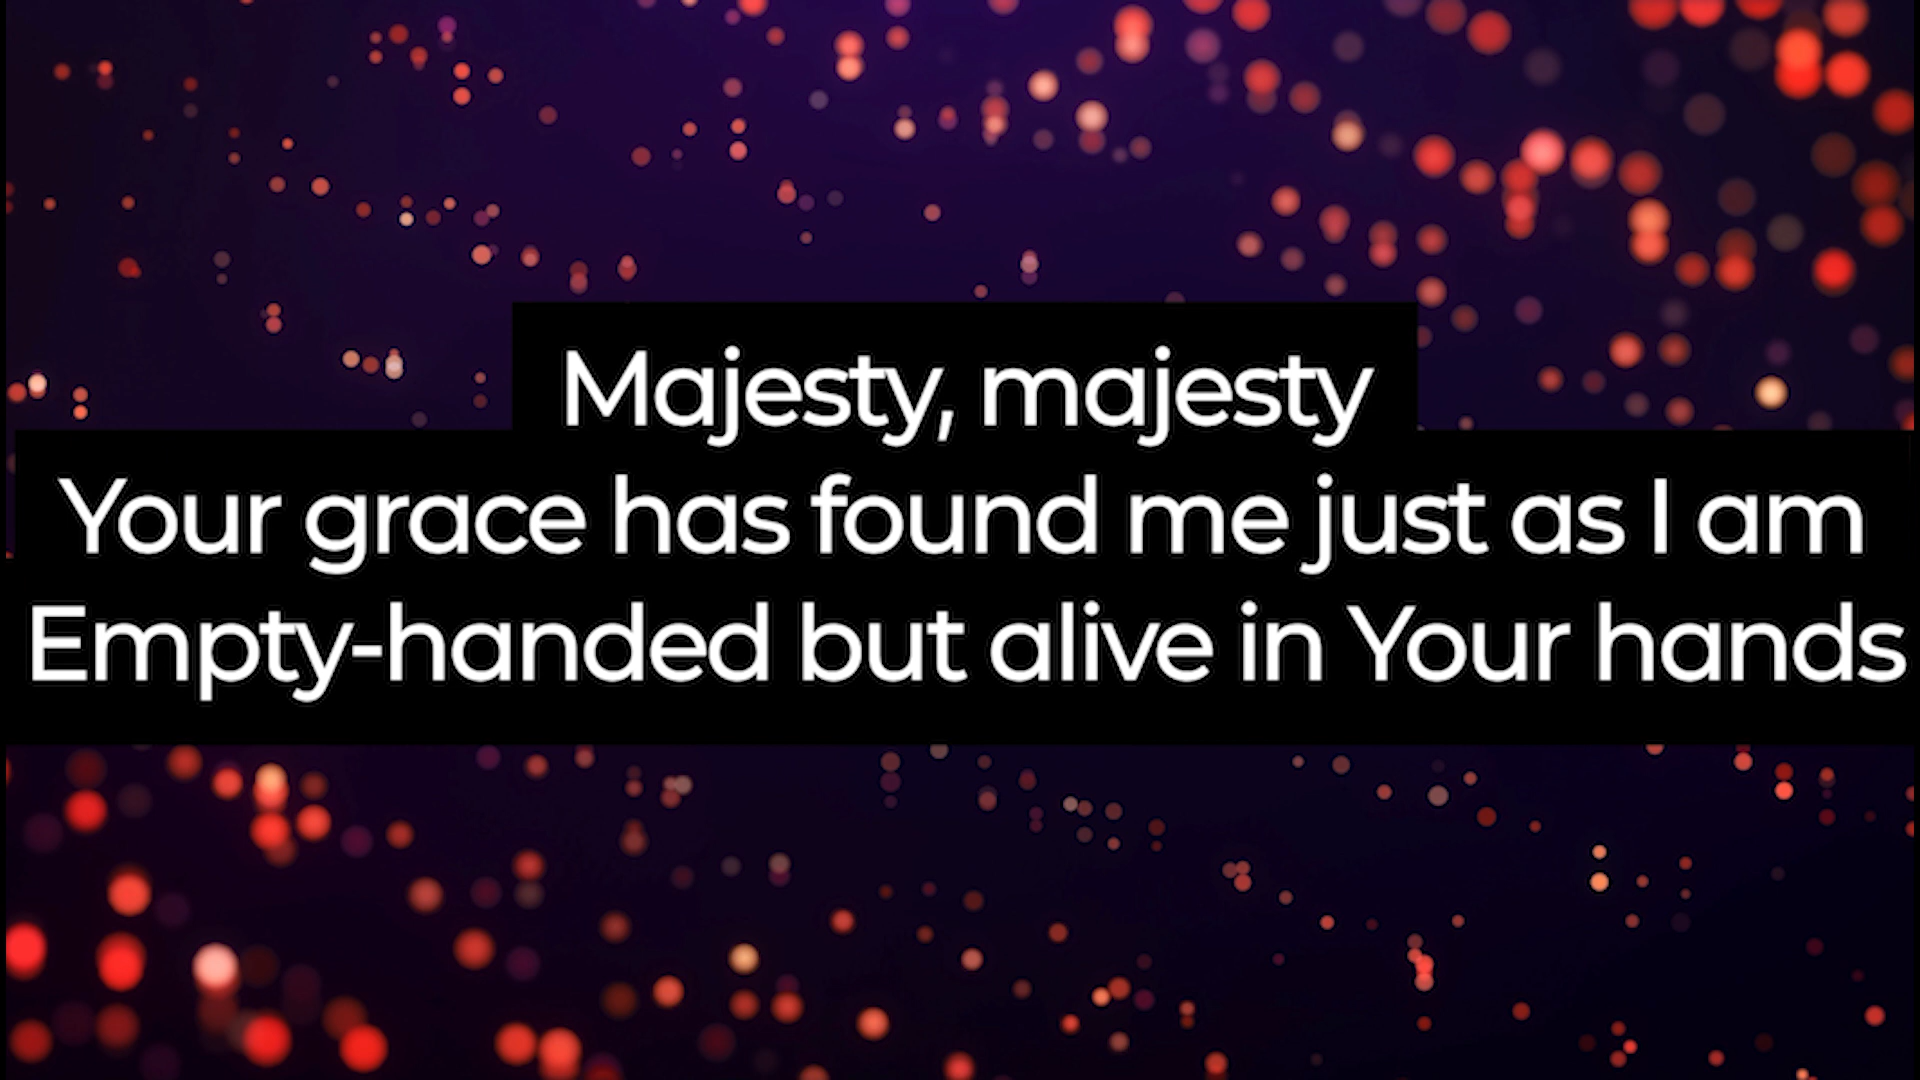 Majesty, majesty
Your grace has found me just as I am
Empty-handed but alive in Your hands